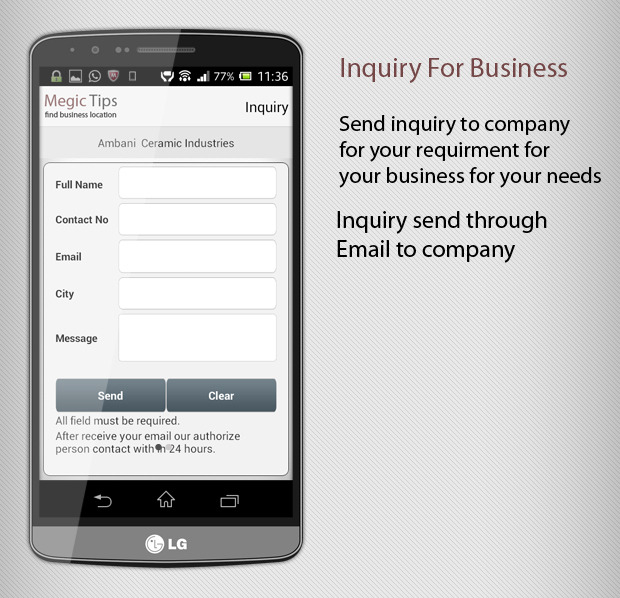 77% 11:36
Megic Tips
find business location
Inquiry
Ambani Ceramic Industries
Full Name
Contact No
Email
City
Message
Send Clear
All field must be required.
After receive your email our authorize
person contact with in 24 hours.
LG
Inquiry For Business
Send inquiry to company
for your requirment for
your business for your needs
Inquiry send through
Email to company